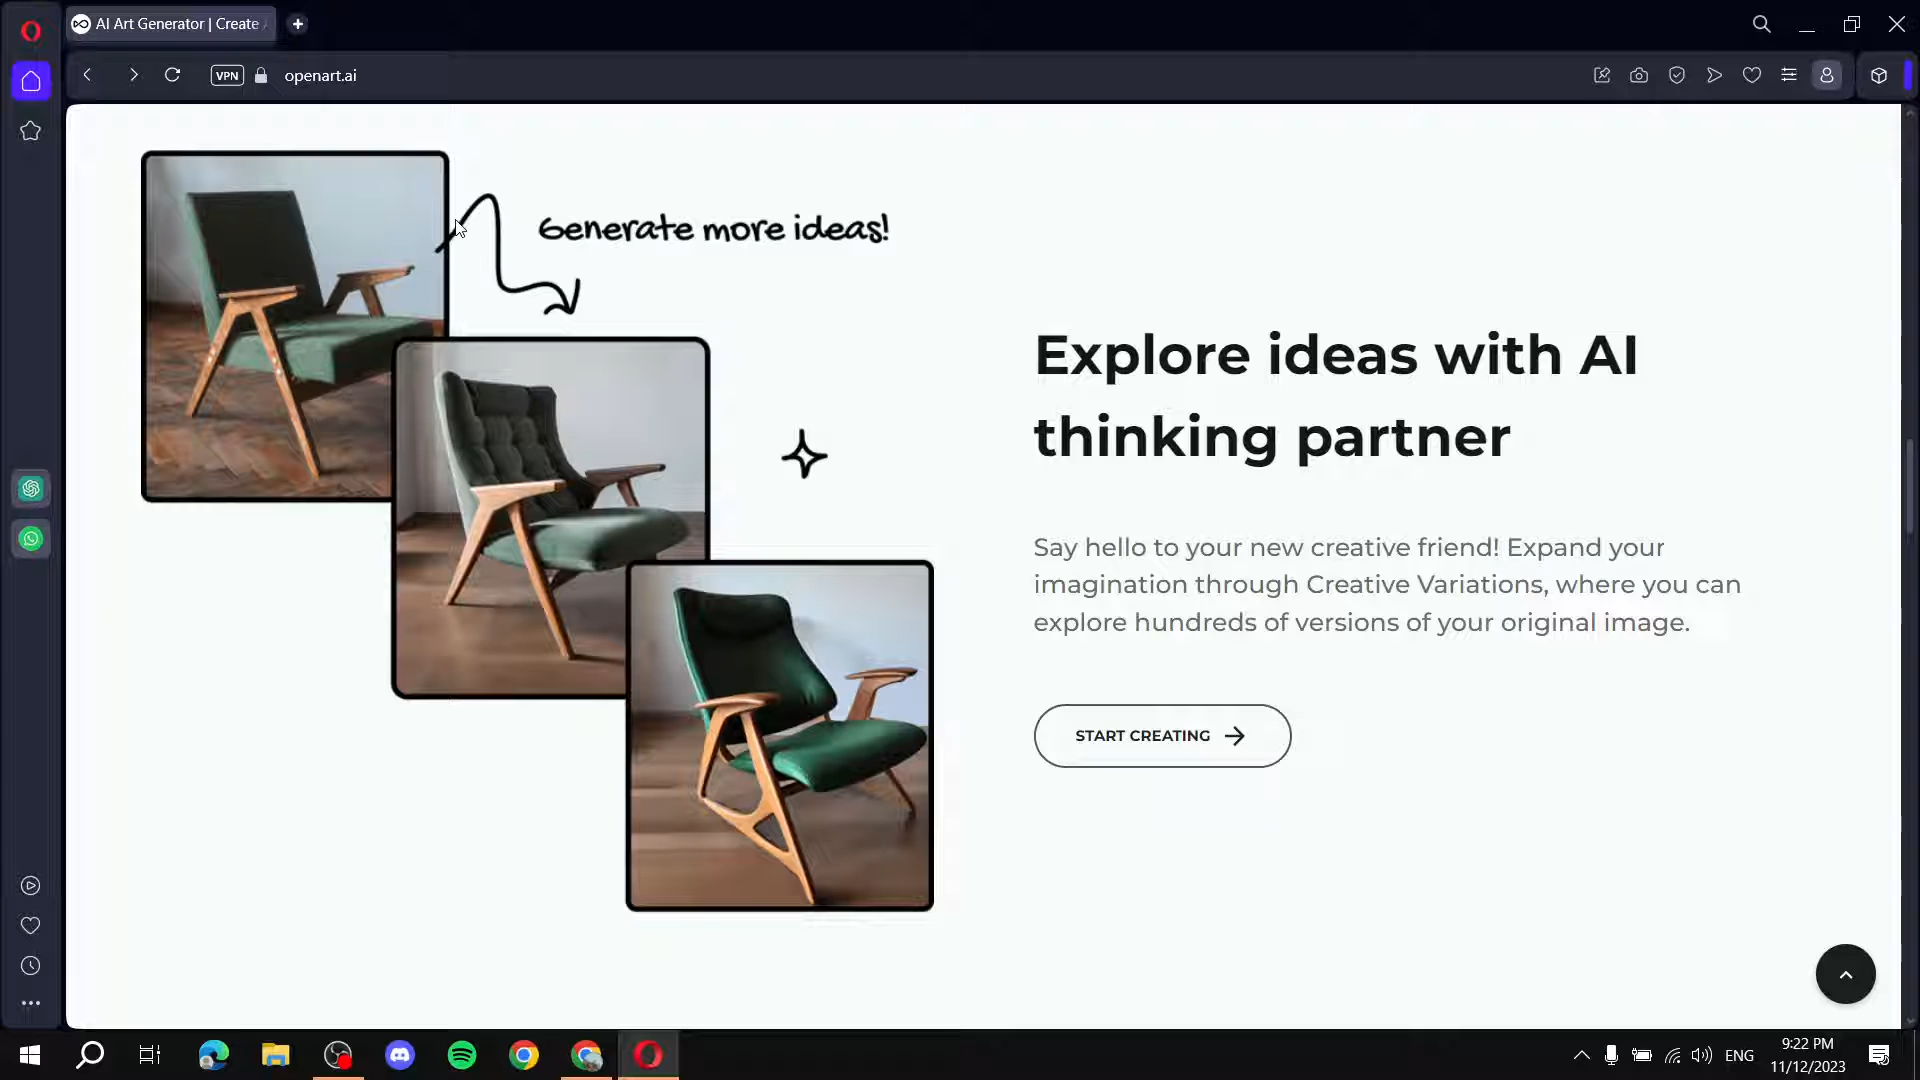 AI Art Generator | Create
VPN
openart.ai
Generate more ideas!
Explore ideas with AI
thinking partner
Say hello to your new creative friend! Expand your
imagination through Creative Variations, where you can
explore hundreds of versions of your original image.
START CREATING
ENG
9:22 PM
11/12/2023